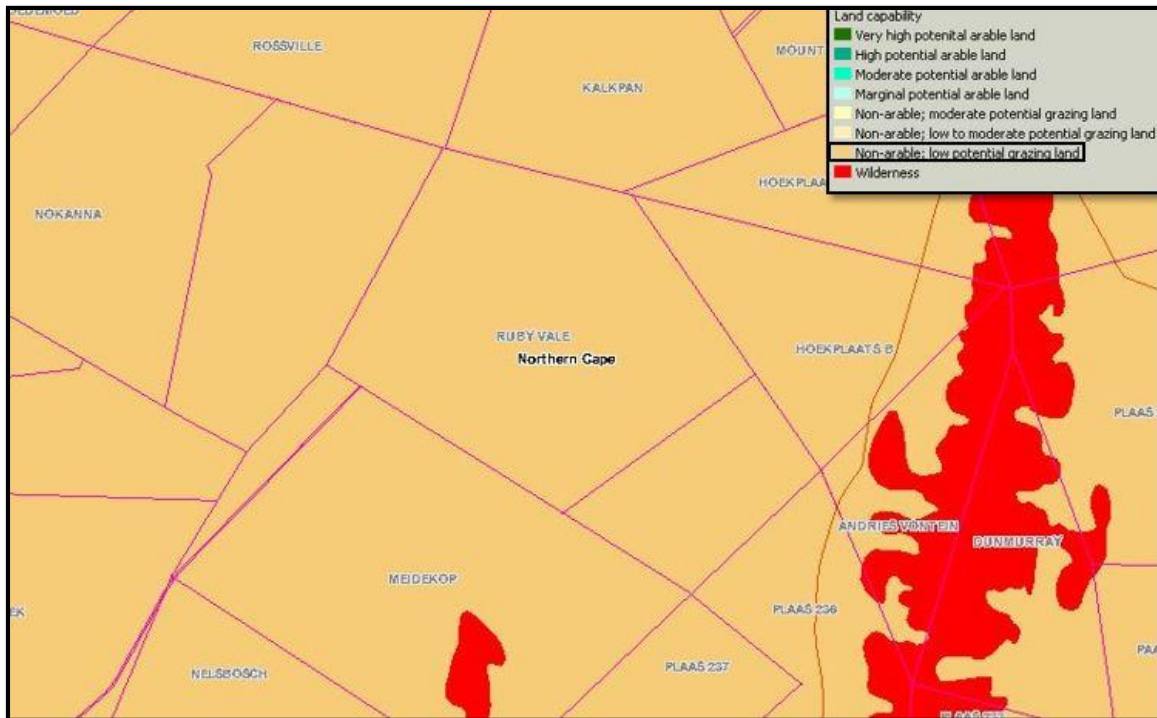 Land capability
Very high potenital arable land
High potential arable land
Moderate potential arable land
Marginal potential arable land
Non-arable; moderate potential grazing land
Non-arable; low to moderate potential grazing land
Non-arable; low potential grazing land
Wilderness
ROSSVILLE
MOUNT
KALKPAN
HOEKPLAA
NOKANNA
RUBY VALE
Northern Cape
HOEKPLAATS B
PLAAS
ANDRIES VONTEIN
DUNMURRAY
MEIDEKOP
PLAAS 236
EK
PLAAS 237
NELSBOSCH
PAA